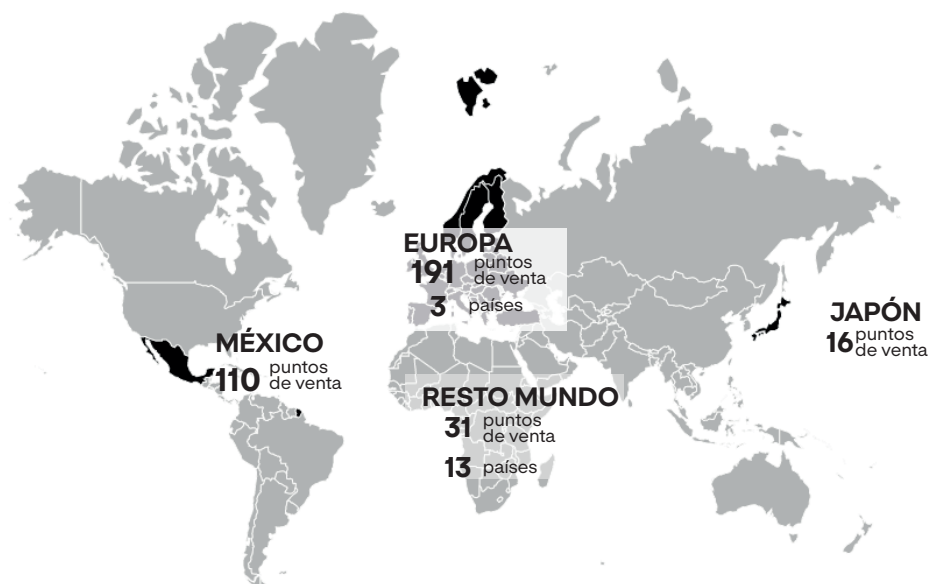 EUROPA
191 puntos
de venta
3 países
MÉXICO
110 puntos
de venta
JAPÓN
16 puntos
de venta
RESTO MUNDO
31 puntos
de venta
13 países